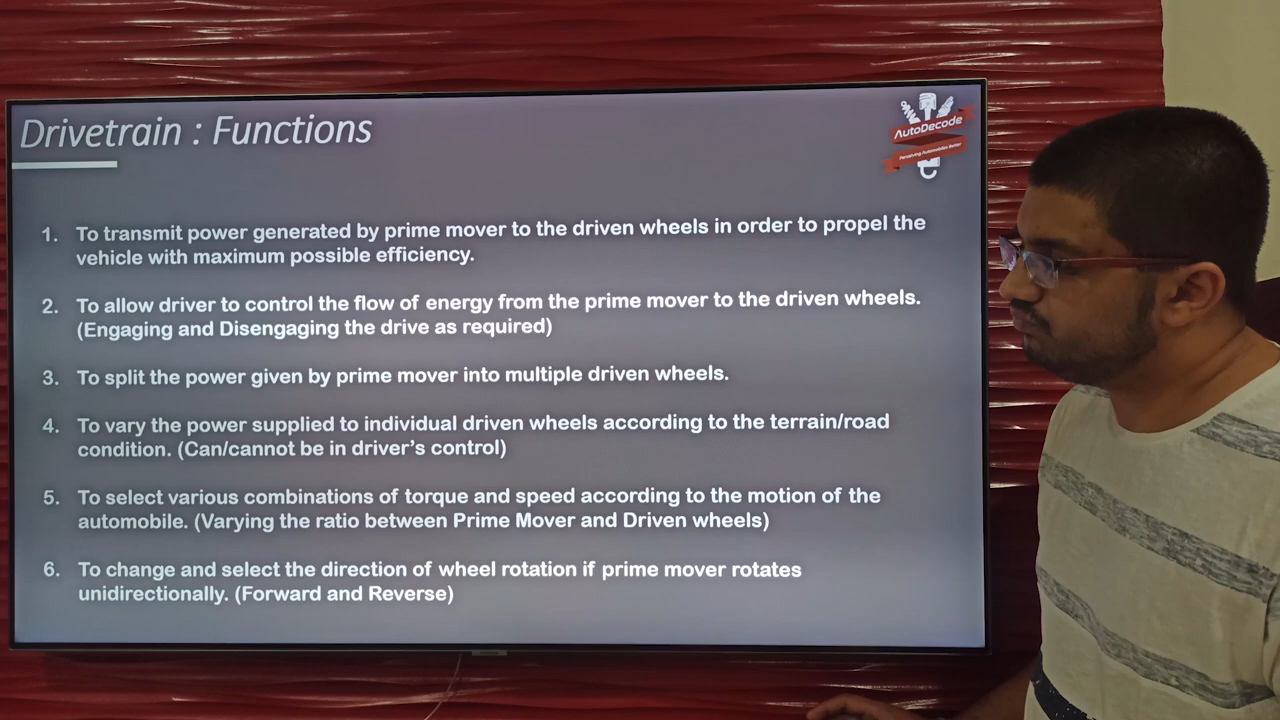 Drivetrain : Functions
AutoDecode
Perceiving Automobiles Better
1. To transmit power generated by prime mover to the driven wheels in order to propel the
vehicle with maximum possible efficiency.
2. To allow driver to control the flow of energy from the prime mover to the driven wheels.
(Engaging and Disengaging the drive as required)
3. To split the power given by prime mover into multiple driven wheels.
4. To vary the power supplied to individual driven wheels according to the terrain/road
condition. (Can/cannot be in driver's control)
5. To select various combinations of torque and speed according to the motion of the
automobile. (Varying the ratio between Prime Mover and Driven wheels)
6. To change and select the direction of wheel rotation if prime mover rotates
unidirectionally. (Forward and Reverse)